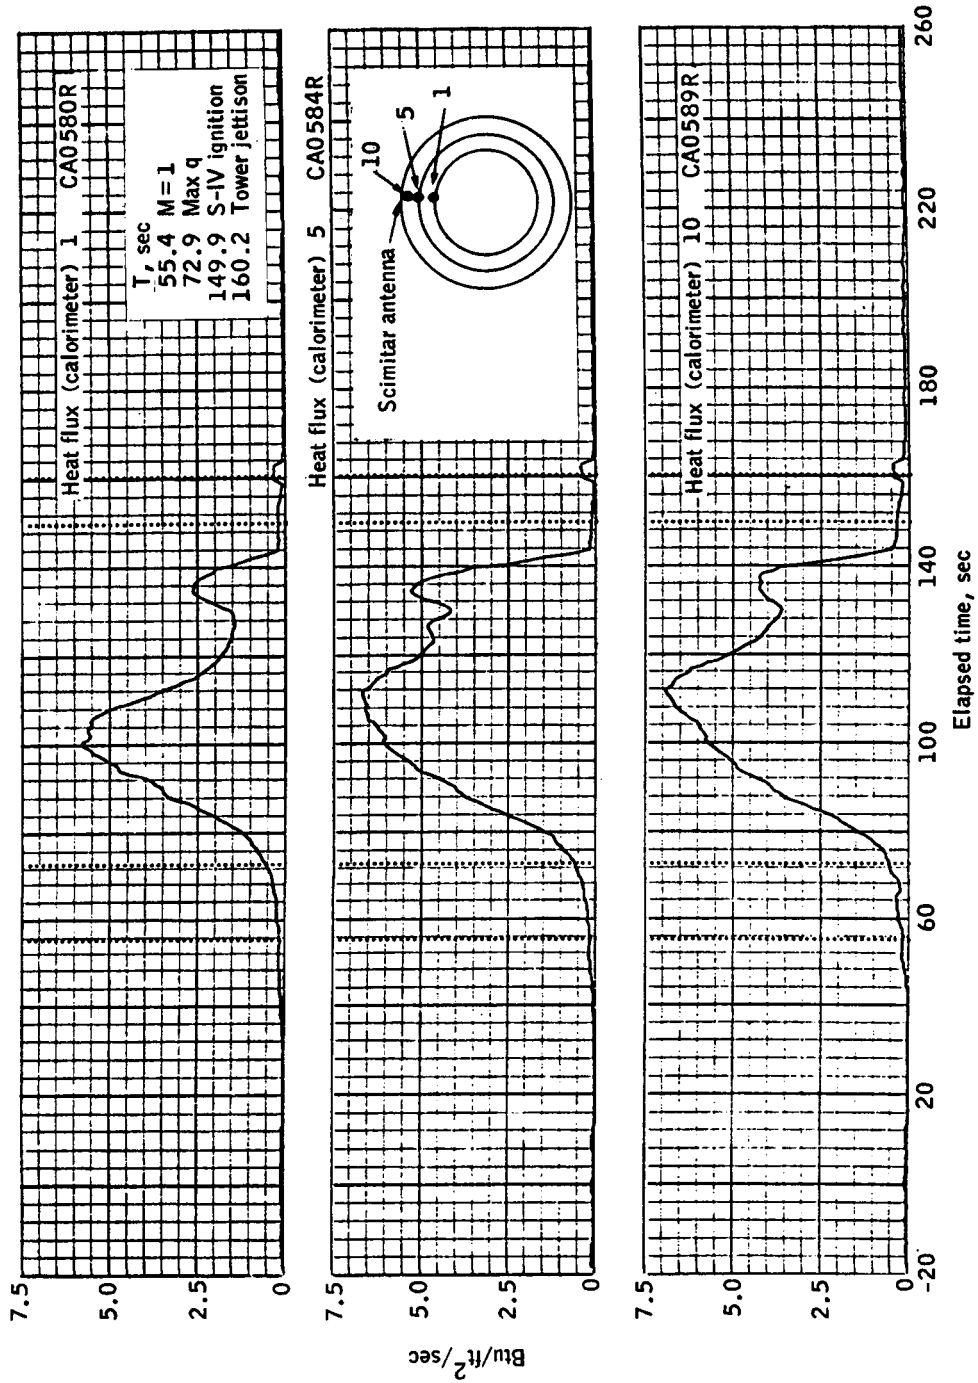 Btu/ft²/sec
7.5
5.0
2.5
0
Heat flux (calorimeter) 1 CA0580R
T, sec
55.4 M=1
72.9 Max q
149.9 S-IV ignition
160.2 Tower jettison
7.5
5.0
2.5
0
Heat flux (calorimeter) 5 CA0584R
Scimitar antenna
10
5
1
7.5
5.0
2.5
0
Heat flux (calorimeter) 10 CA0589R
-20 20 60 100 140 180 220 260
Elapsed time, sec